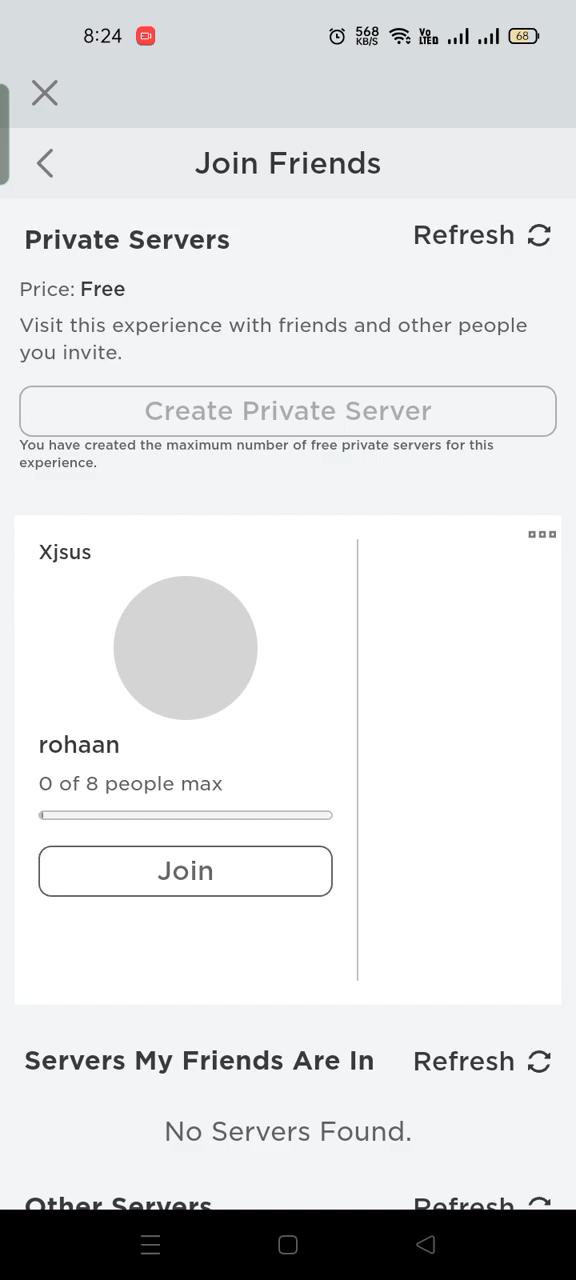 8:24
568
KB/S
VO
LTED
68
Join Friends
Private Servers
Refresh
Price: Free
Visit this experience with friends and other people
you invite.
Create Private Server
You have created the maximum number of free private servers for this
experience.
Xjsus
rohaan
0 of 8 people max
Join
Servers My Friends Are In
Refresh
No Servers Found.
Other Servers
Refresh